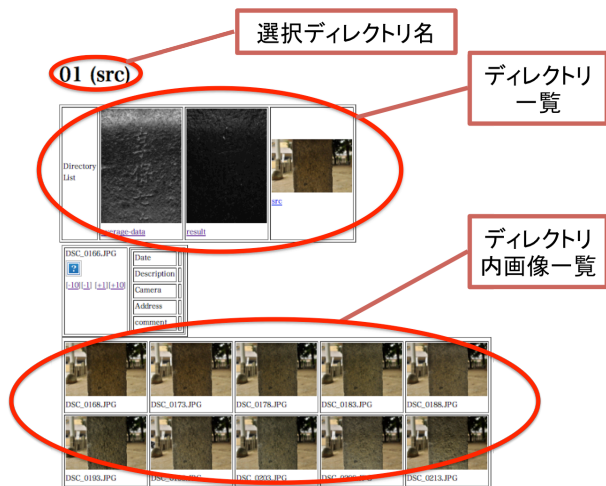 選択ディレクトリ名
01 (src)
ディレクトリ
一覧
Directory
List
average-data
result
src
ディレクトリ
内画像一覧
DSC_0166.JPG
?
[-10][-1] [+1][+10]
Date
Description
Camera
Address
comment
DSC_0168.JPG
DSC_0173.JPG
DSC_0178.JPG
DSC_0183.JPG
DSC_0188.JPG
DSC_0193.JPG
DSC_0203.JPG
DSC_0213.JPG